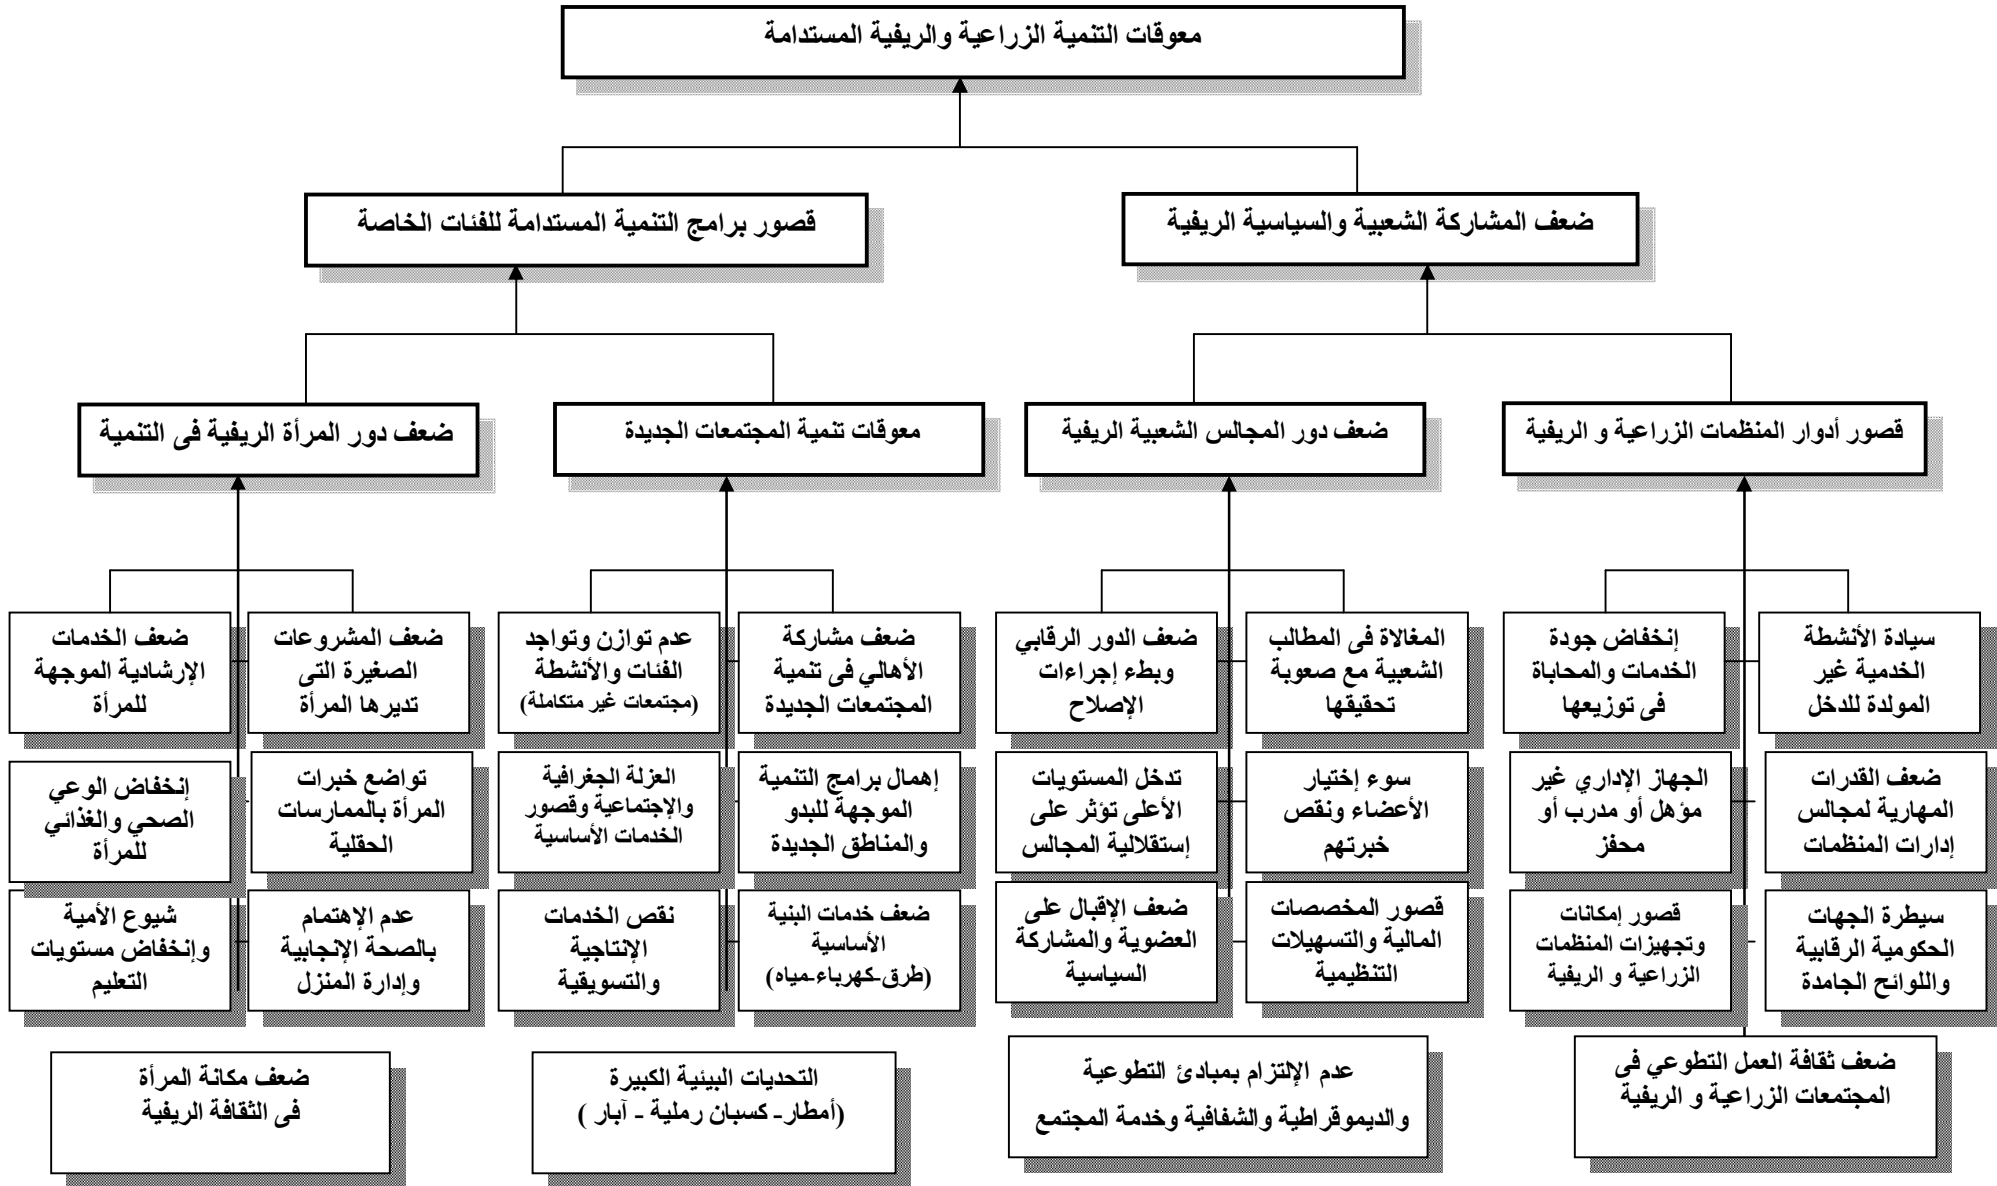 معوقات التنمية الزراعية والريفية المستدامة
ضعف المشاركة الشعبية والسياسية الريفية
قصور برامج التنمية المستدامة للفئات الخاصة
قصور أدوار المنظمات الزراعية و الريفية
ضعف دور المجالس الشعبية الريفية
معوقات تنمية المجتمعات الجديدة
ضعف دور المرأة الريفية فى التنمية
سيادة الأنشطة
الخدمية غير
المولدة للدخل
إنخفاض جودة
الخدمات والمحاباة
فى توزيعها
المغالاة فى المطالب
الشعبية مع صعوبة
تحقيقها
ضعف الدور الرقابي
وبطء إجراءات
الإصلاح
ضعف مشاركة
الأهالي فى تنمية
المجتمعات الجديدة
عدم توازن وتواجد
الفئات والأنشطة
(مجتمعات غير متكاملة)
ضعف المشروعات
الصغيرة التى
تديرها المرأة
ضعف الخدمات
الإرشادية الموجهة
للمرأة
ضعف القدرات
المهارية لمجالس
إدارات المنظمات
الجهاز الإداري غير
مؤهل أو مدرب أو
محفز
سوء إختيار
الأعضاء ونقص
خبرتهم
تدخل المستويات
الأعلى تؤثر على
إستقلالية المجالس
إهمال برامج التنمية
الموجهة للبدو
والمناطق الجديدة
العزلة الجغرافية
والإجتماعية وقصور
الخدمات الأساسية
تواضع خبرات
المرأة بالممارسات
الحقلية
إنخفاض الوعي
الصحي والغذائي
للمرأة
سيطرة الجهات
الحكومية الرقابية
واللوائح الجامدة
قصور إمكانات
وتجهيزات المنظمات
الزراعية و الريفية
قصور المخصصات
المالية والتسهيلات
التنظيمية
ضعف الإقبال على
العضوية والمشاركة
السياسية
ضعف خدمات البنية
الأساسية
(طرق-كهرباء-مياه)
نقص الخدمات
الإنتاجية
والتسويقية
عدم الإهتمام
بالصحة الإنجابية
وإدارة المنزل
شيوع الأمية
وإنخفاض مستويات
التعليم
ضعف ثقافة العمل التطوعي فى
المجتمعات الزراعية و الريفية
عدم الإلتزام بمبادئ التطوعية
والديموقراطية والشفافية وخدمة المجتمع
التحديات البيئية الكبيرة
(أمطار- كسبان رملية - آبار )
ضعف مكانة المرأة
فى الثقافة الريفية